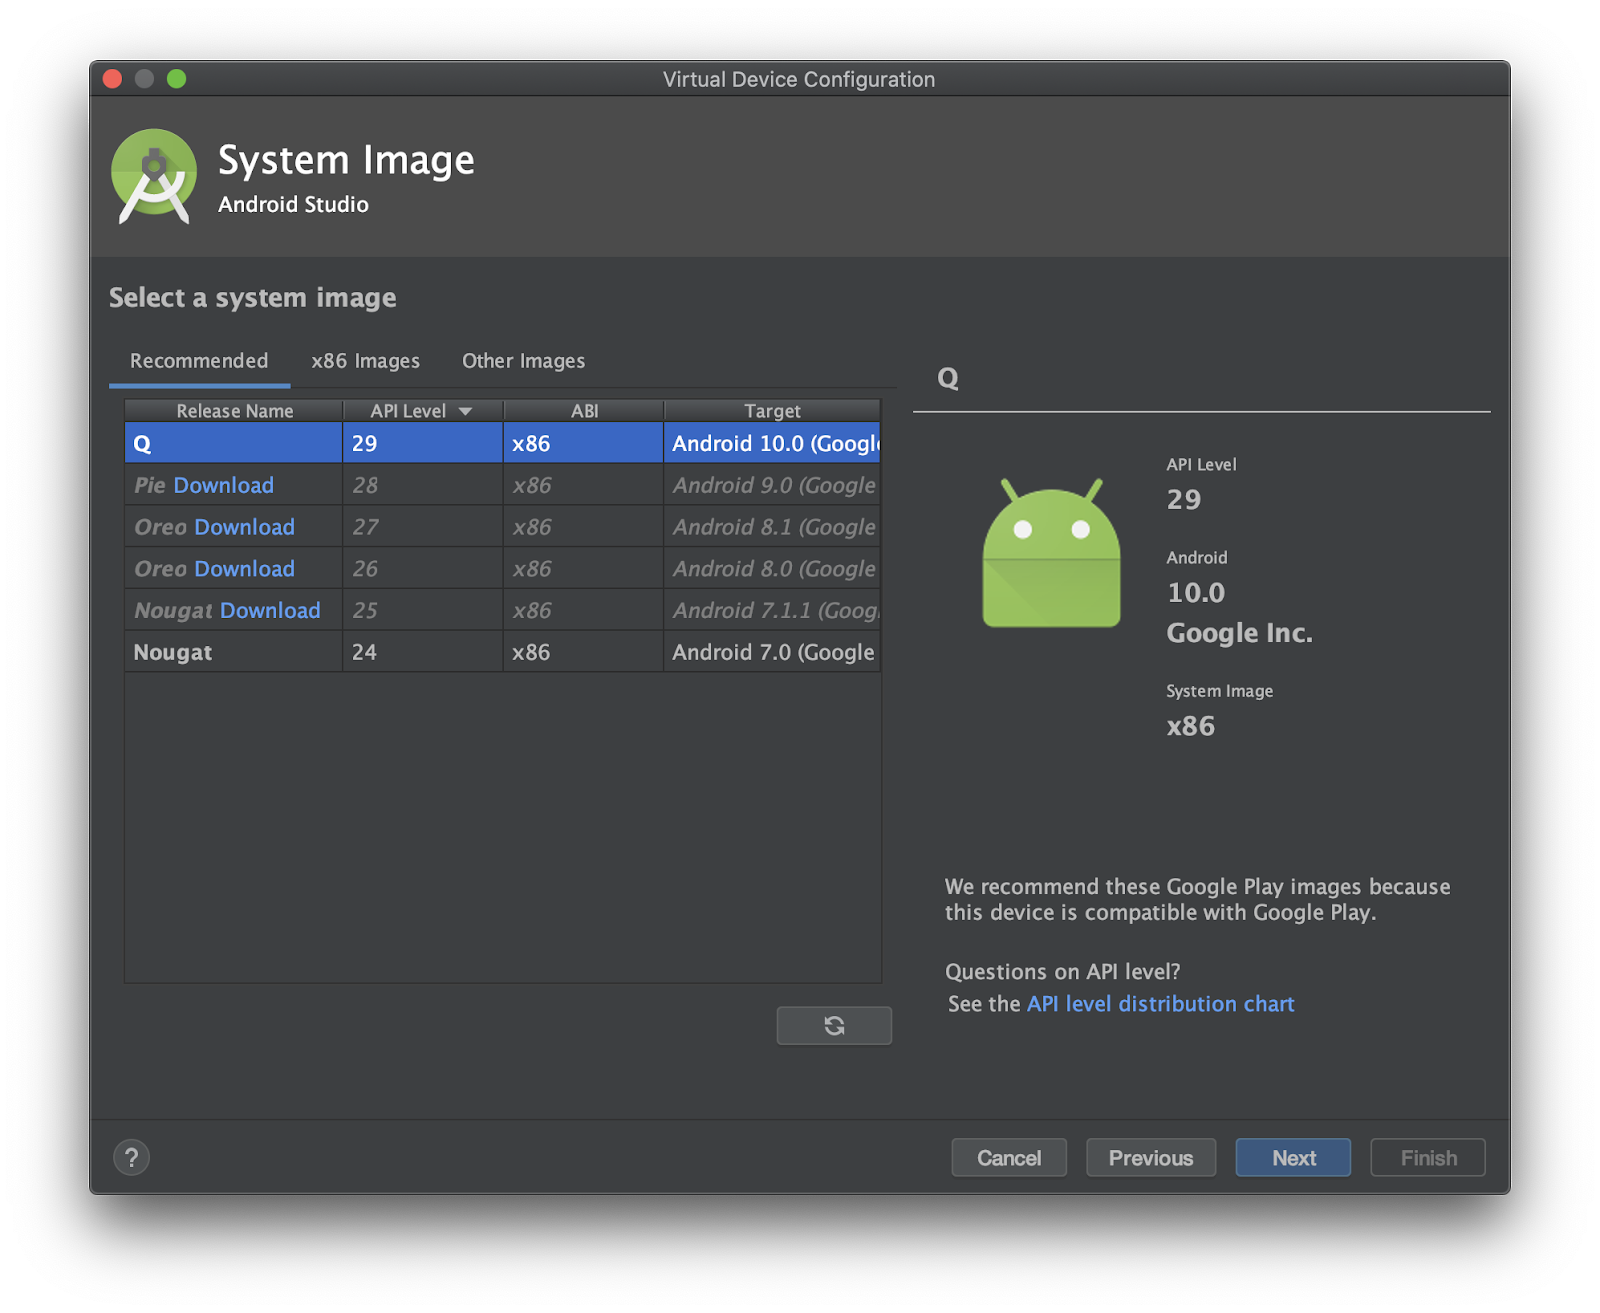 Virtual Device Configuration
System Image
Android Studio
Select a system image
Recommended x86 Images Other Images
Release Name API Level ABI Target
Q 29 x86 Android 10.0 (Google
Pie Download 28 x86 Android 9.0 (Google
Oreo Download 27 x86 Android 8.1 (Google
Oreo Download 26 x86 Android 8.0 (Google
Nougat Download 25 x86 Android 7.1.1 (Goog
Nougat 24 x86 Android 7.0 (Google
Q
API Level
29
Android
10.0
Google Inc.
System Image
x86
We recommend these Google Play images because
this device is compatible with Google Play.
Questions on API level?
See the API level distribution chart
? Cancel Previous Next Finish